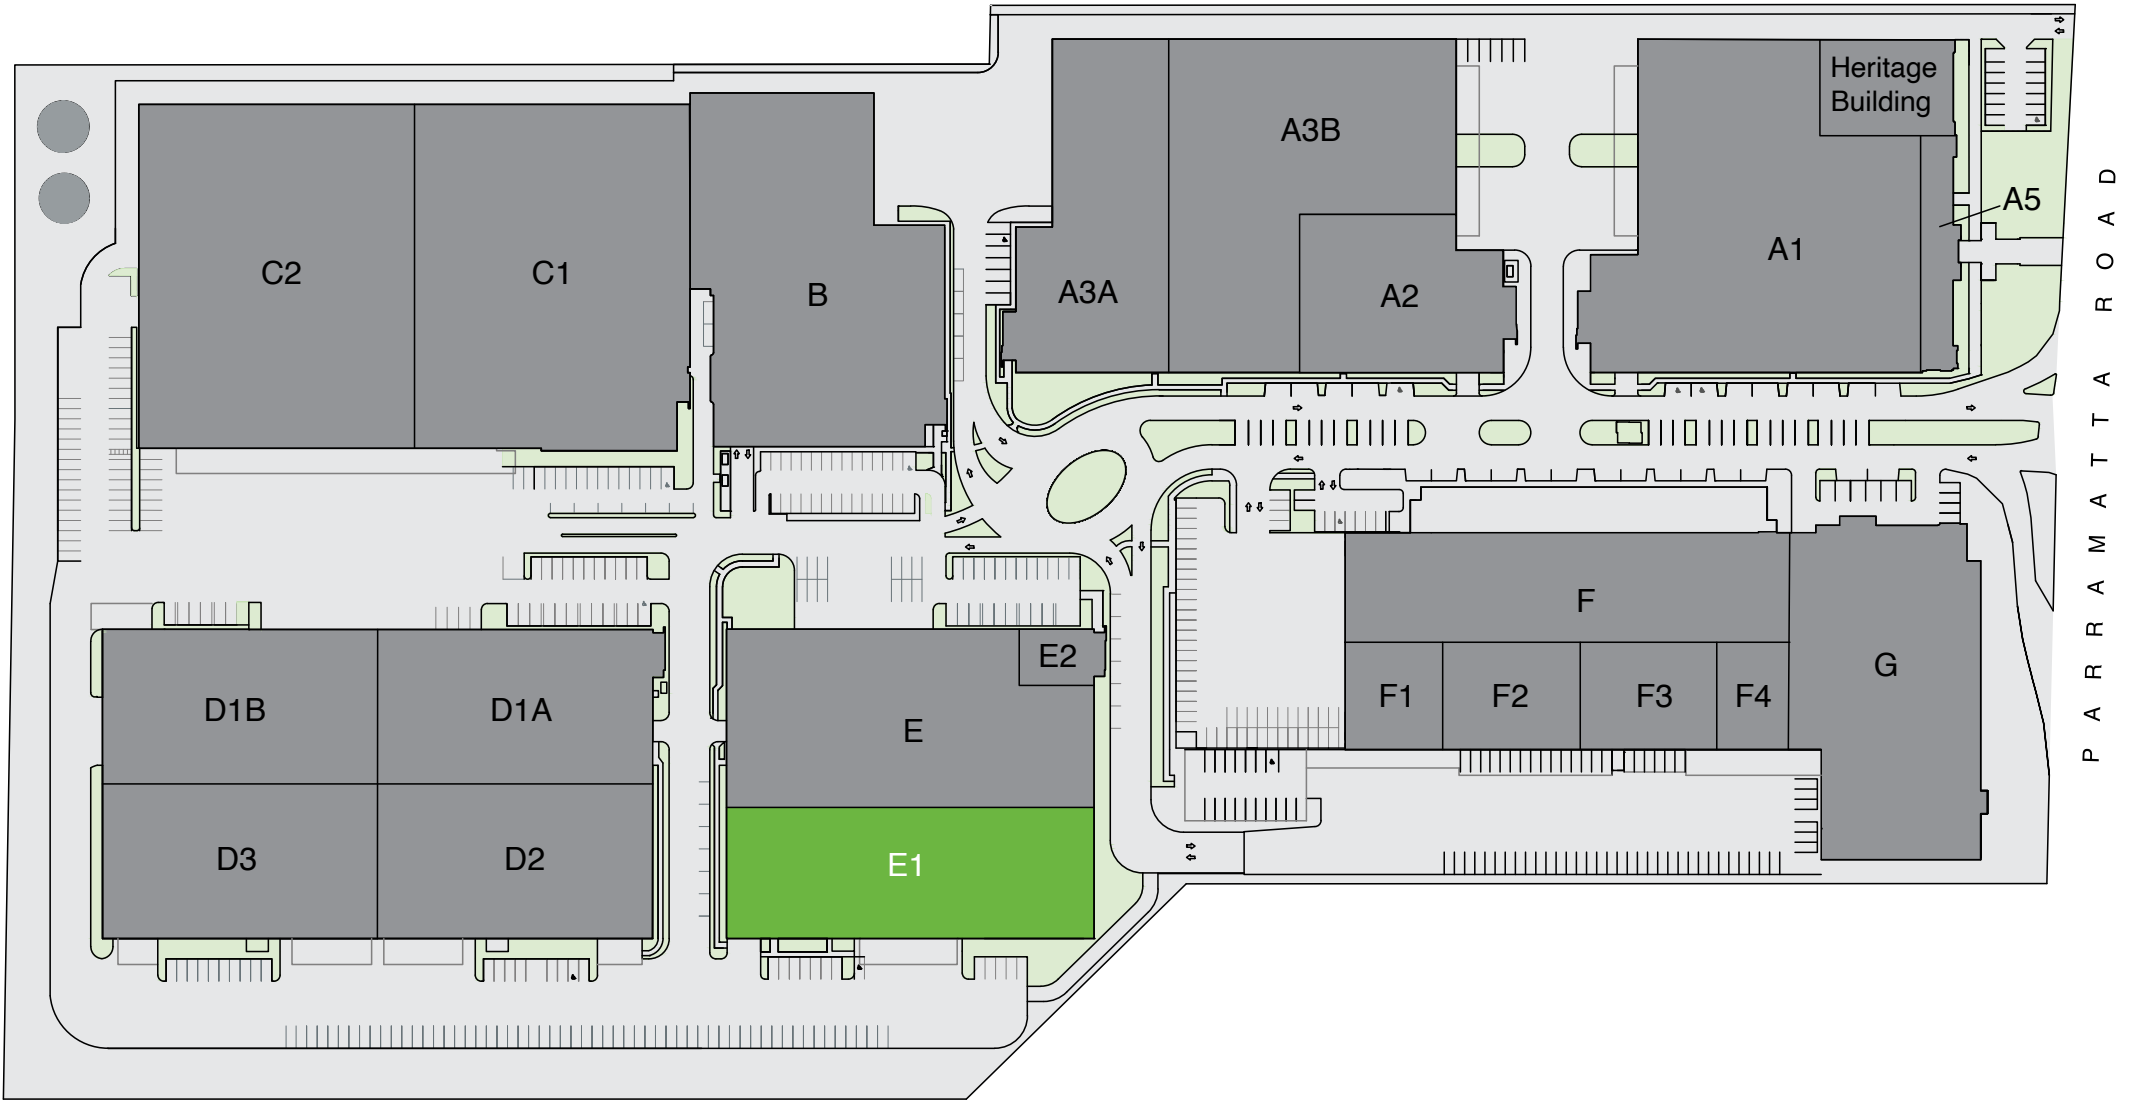 Heritage
Building
A3B
A5
A1
C2
C1
B
A3A
A2
PARRAMATTA ROAD
F
E2
G
D1B
D1A
E
F1
F2
F3
F4
D3
D2
E1